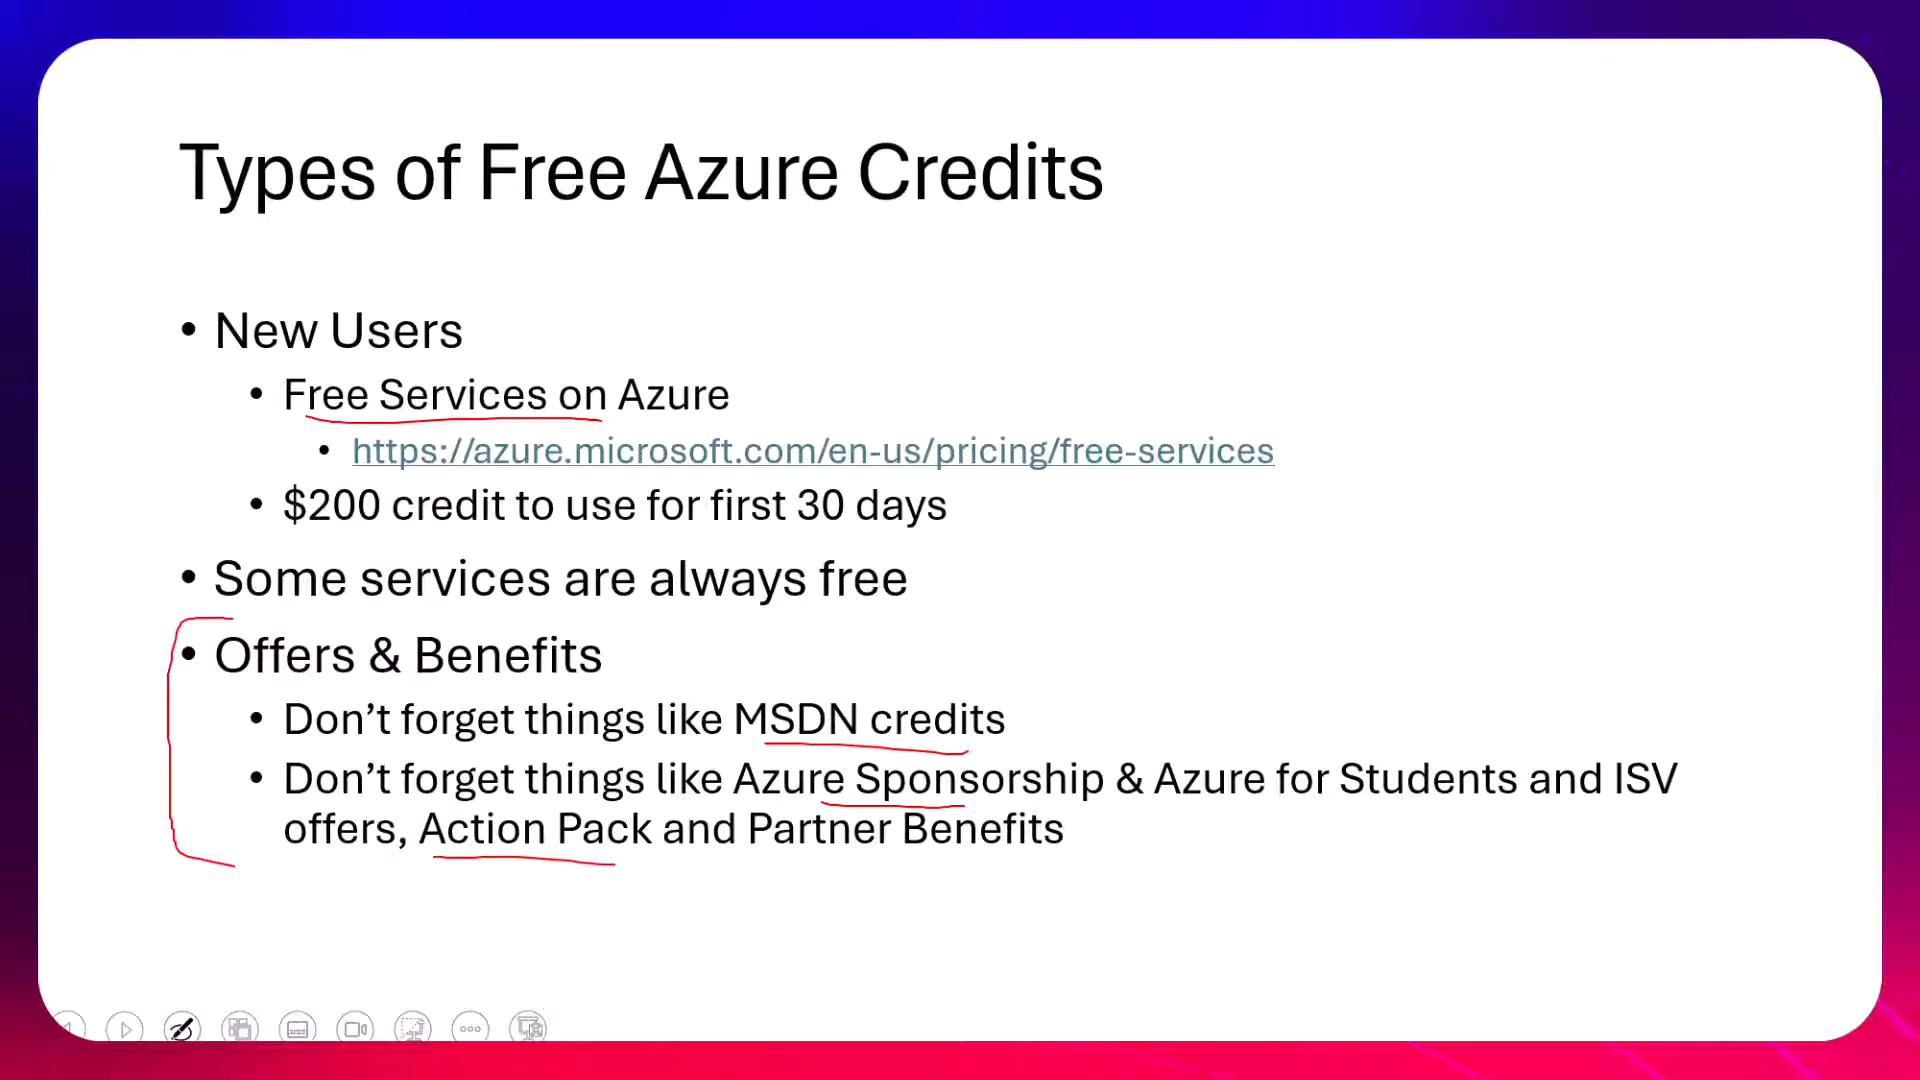 Types of Free Azure Credits
• New Users
• Free Services on Azure
• https://azure.microsoft.com/en-us/pricing/free-services
• $200 credit to use for first 30 days
• Some services are always free
• Offers & Benefits
• Don’t forget things like MSDN credits
• Don’t forget things like Azure Sponsorship & Azure for Students and ISV
offers, Action Pack and Partner Benefits